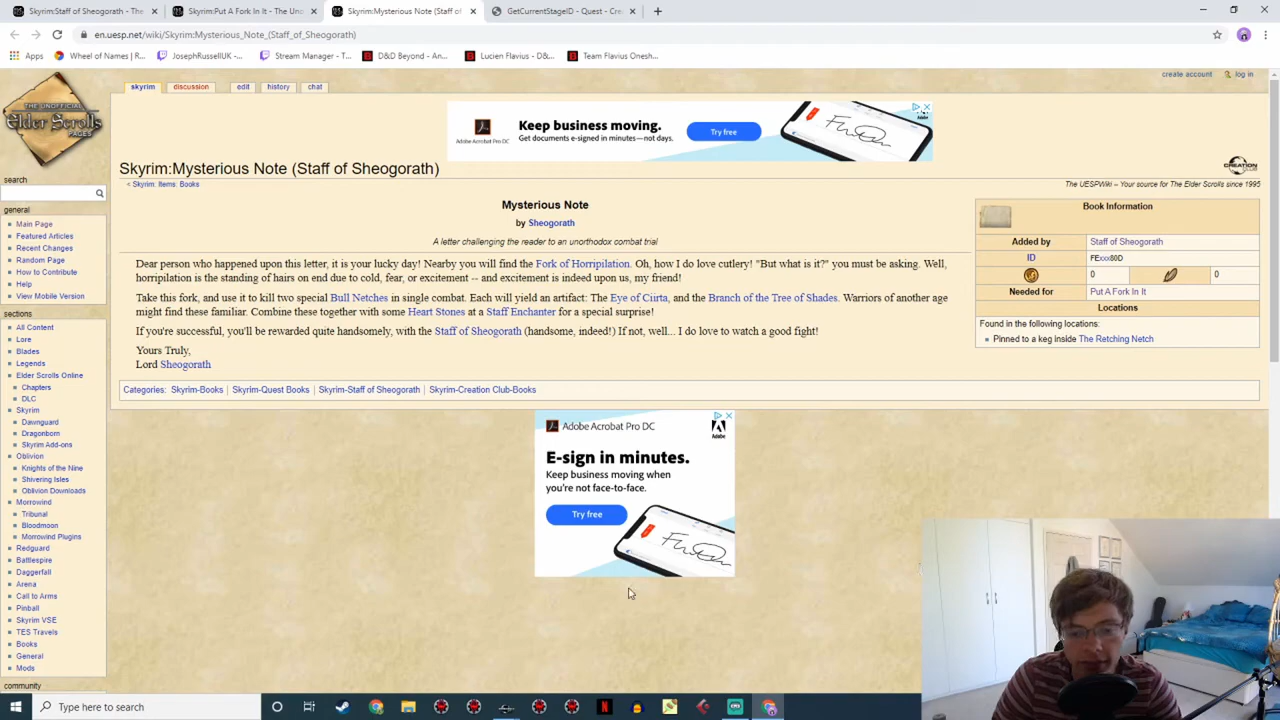 Skyrim:Staff of Sheogorath - The
Skyrim:Put A Fork In It - The Uno
Skyrim:Mysterious Note (Staff of
GetCurrentStageID - Quest - Cre
en.uesp.net/wiki/Skyrim:Mysterious_Note_(Staff_of_Sheogorath)
Apps
Wheel of Names | R...
JosephRussellUK -...
Stream Manager - T...
D&D Beyond - An...
Lucien Flavius - D&...
Team Flavius Onesh...
create account
log in
THE UNOFFICIAL
Elder Scrolls
PAGES
skyrim
discussion
edit
history
chat
Adobe Acrobat Pro DC
Keep business moving.
Get documents e-signed in minutes—not days.
Try free
Skyrim:Mysterious Note (Staff of Sheogorath)
< Skyrim: Items: Books
CREATION
The UESPWiki – Your source for The Elder Scrolls since 1995
search
general
Main Page
Featured Articles
Recent Changes
Random Page
How to Contribute
Help
View Mobile Version
sections
All Content
Lore
Blades
Legends
Elder Scrolls Online
Chapters
DLC
Skyrim
Dawnguard
Dragonborn
Skyrim Add-ons
Oblivion
Knights of the Nine
Shivering Isles
Oblivion Downloads
Morrowind
Tribunal
Bloodmoon
Morrowind Plugins
Redguard
Battlespire
Daggerfall
Arena
Call to Arms
Pinball
Skyrim VSE
TES Travels
Books
General
Mods
community
Mysterious Note
by Sheogorath
A letter challenging the reader to an unorthodox combat trial
Dear person who happened upon this letter, it is your lucky day! Nearby you will find the Fork of Horripilation. Oh, how I do love cutlery! "But what is it?" you must be asking. Well,
horripilation is the standing of hairs on end due to cold, fear, or excitement -- and excitement is indeed upon us, my friend!
Take this fork, and use it to kill two special Bull Netches in single combat. Each will yield an artifact: The Eye of Ciirta, and the Branch of the Tree of Shades. Warriors of another age
might find these familiar. Combine these together with some Heart Stones at a Staff Enchanter for a special surprise!
If you're successful, you'll be rewarded quite handsomely, with the Staff of Sheogorath (handsome, indeed!) If not, well... I do love to watch a good fight!
Yours Truly,
Lord Sheogorath
Book Information
Added by Staff of Sheogorath
ID FExxx80D
0 0
Needed for Put A Fork In It
Locations
Found in the following locations:
Pinned to a keg inside The Retching Netch
Categories: Skyrim-Books | Skyrim-Quest Books | Skyrim-Staff of Sheogorath | Skyrim-Creation Club-Books
Adobe Acrobat Pro DC
Adobe
E-sign in minutes.
Keep business moving when
you're not face-to-face.
Try free
Type here to search